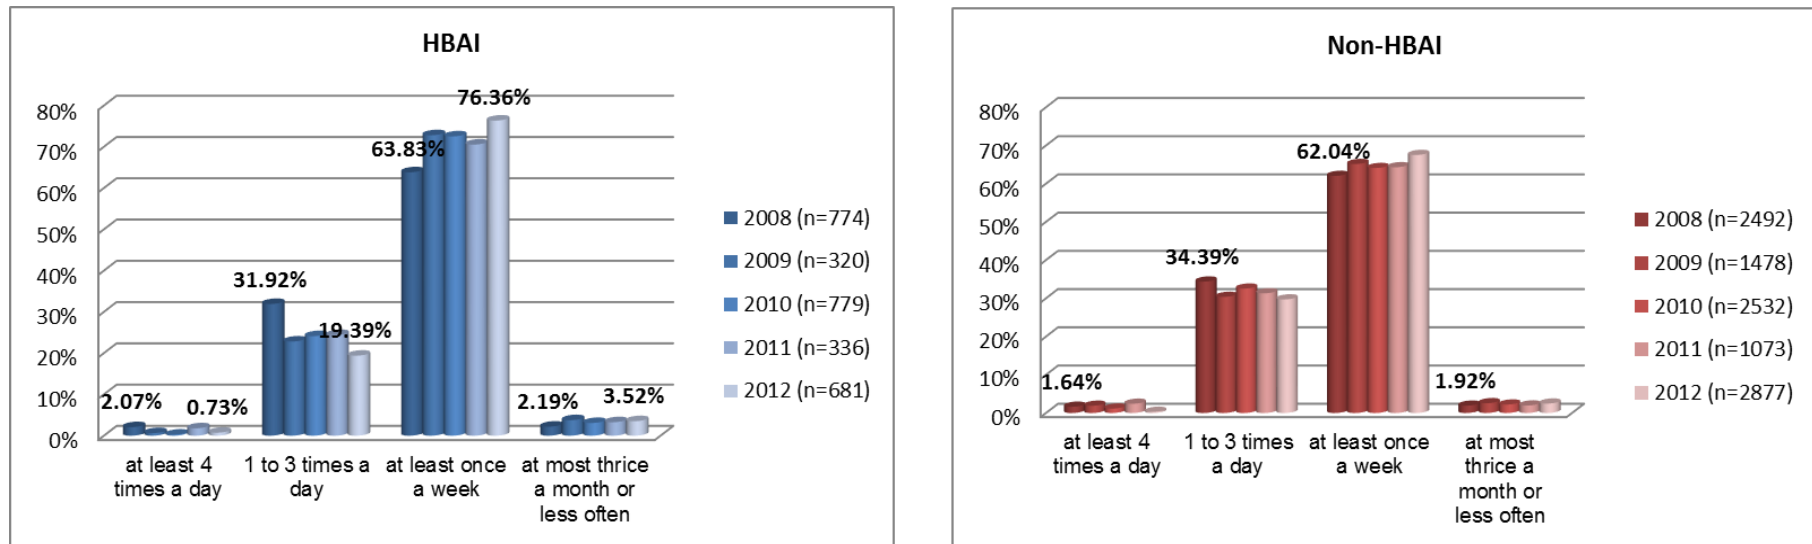 HBAI
80%
70%
60%
50%
40%
30%
20%
10%
0%
2.07%
0.73%
31.92%
19.39%
63.83%
76.36%
2.19%
3.52%
at least 4
times a day
1 to 3 times a
day
at least once
a week
at most thrice
a month or
less often
2008 (n=774)
2009 (n=320)
2010 (n=779)
2011 (n=336)
2012 (n=681)
Non-HBAI
80%
70%
60%
50%
40%
30%
20%
10%
0%
1.64%
34.39%
62.04%
1.92%
at least 4
times a day
1 to 3 times
a day
at least once
a week
at most
thrice a
month or
less often
2008 (n=2492)
2009 (n=1478)
2010 (n=2532)
2011 (n=1073)
2012 (n=2877)